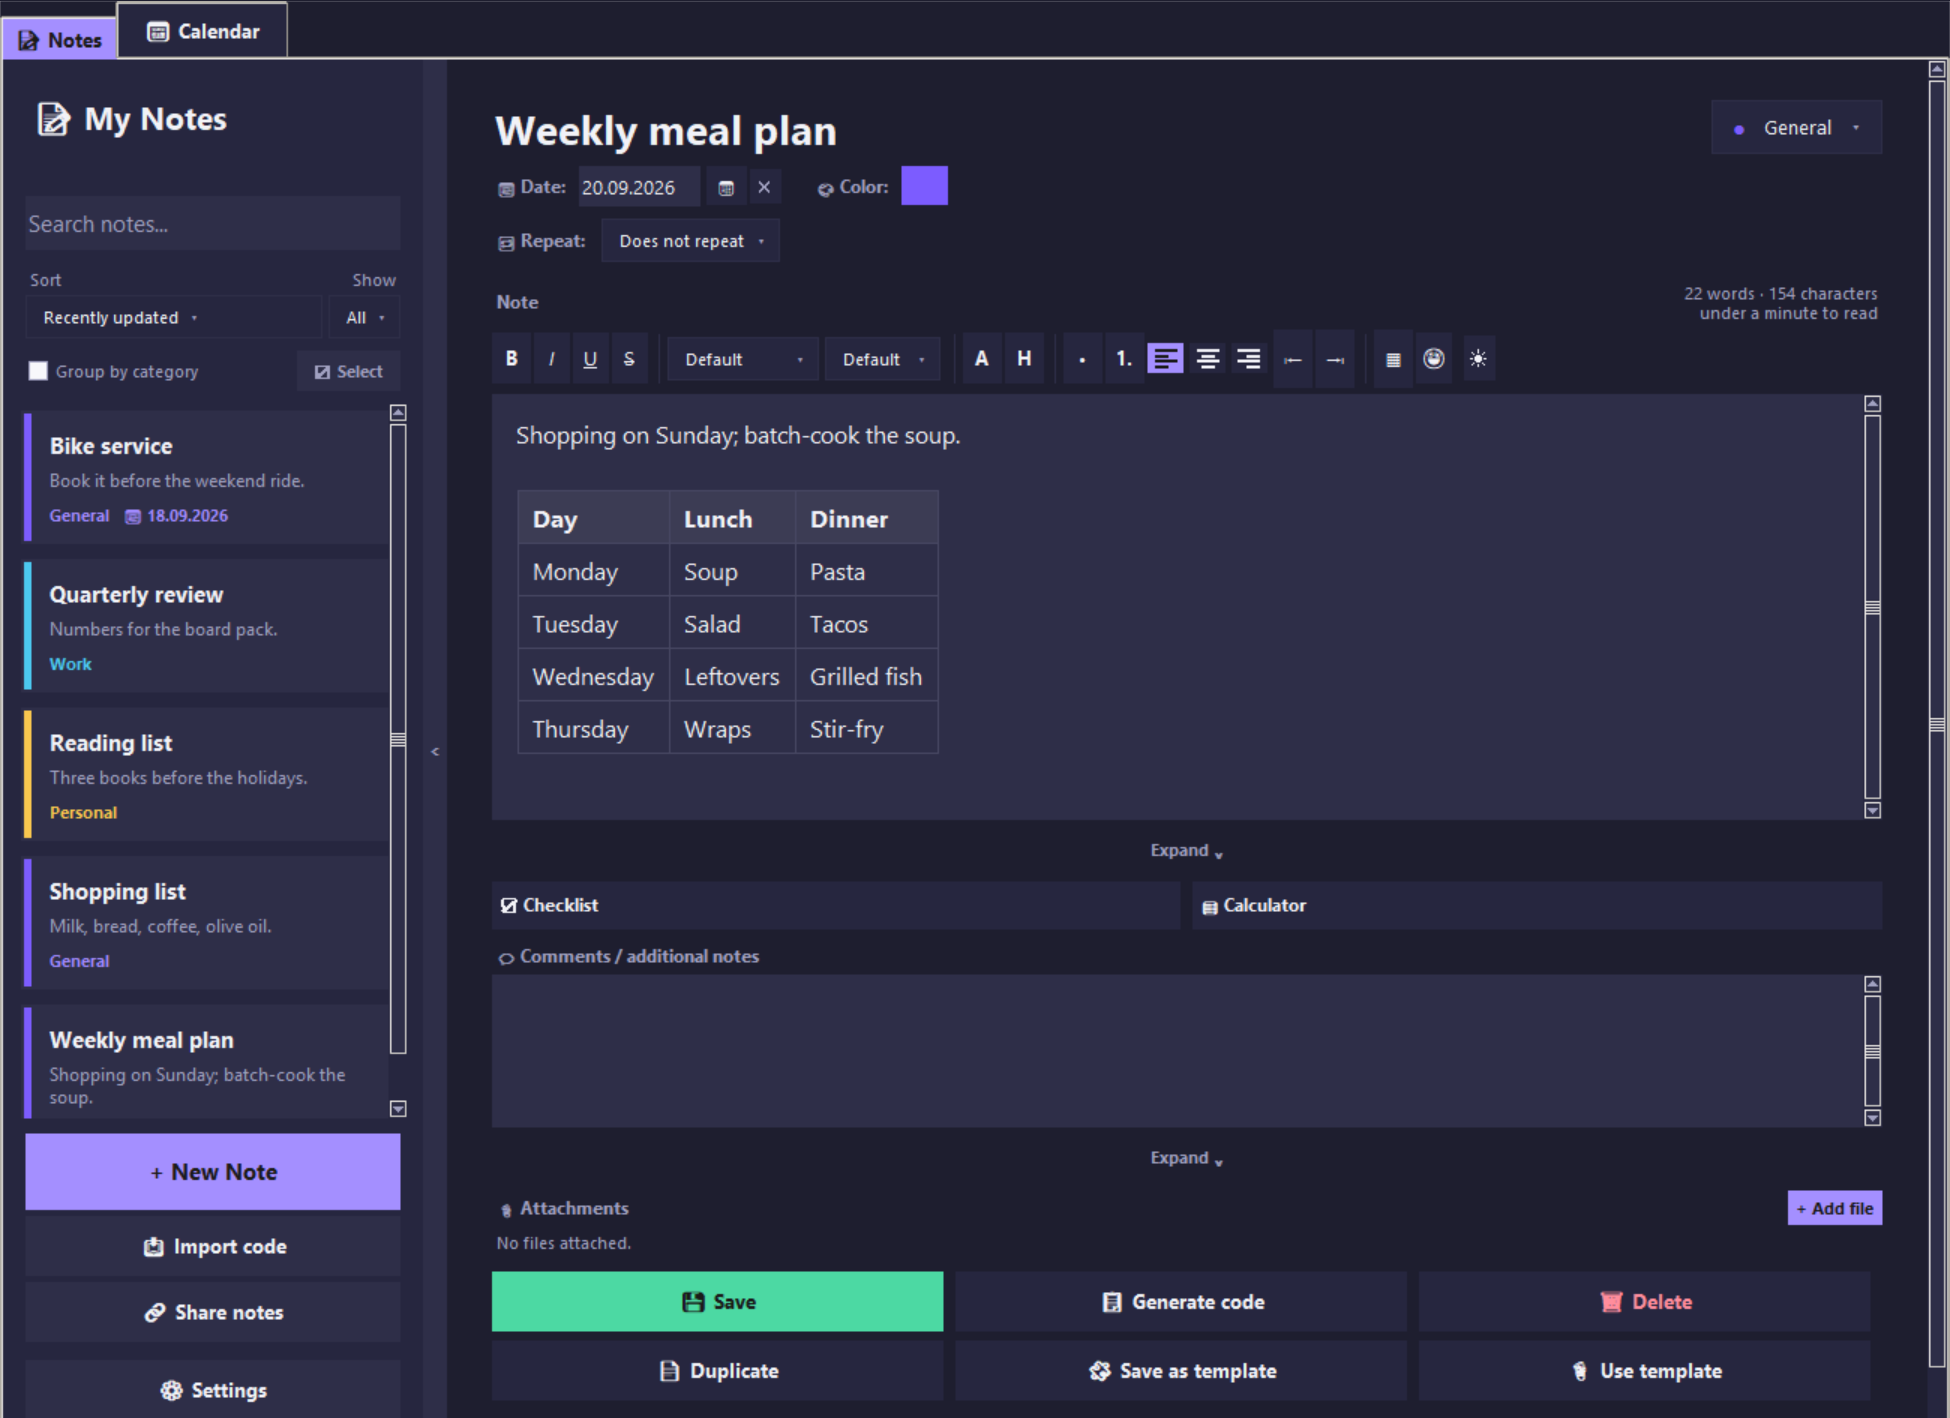 Notes
Calendar
My Notes
Search notes...
Sort
Show
Recently updated
All
Group by category
Select
Bike service
Book it before the weekend ride.
General 18.09.2026
Quarterly review
Numbers for the board pack.
Work
Reading list
Three books before the holidays.
Personal
Shopping list
Milk, bread, coffee, olive oil.
General
Weekly meal plan
Shopping on Sunday; batch-cook the
soup.
+ New Note
Import code
Share notes
Settings
<
Weekly meal plan
General
Date: 20.09.2026
Color:
Repeat: Does not repeat
Note
22 words · 154 characters
under a minute to read
B I U S Default Default A H • 1.
Shopping on Sunday; batch-cook the soup.
Day Lunch Dinner
Monday Soup Pasta
Tuesday Salad Tacos
Wednesday Leftovers Grilled fish
Thursday Wraps Stir-fry
Expand
Checklist
Calculator
Comments / additional notes
Expand
Attachments
+ Add file
No files attached.
Save
Generate code
Delete
Duplicate
Save as template
Use template